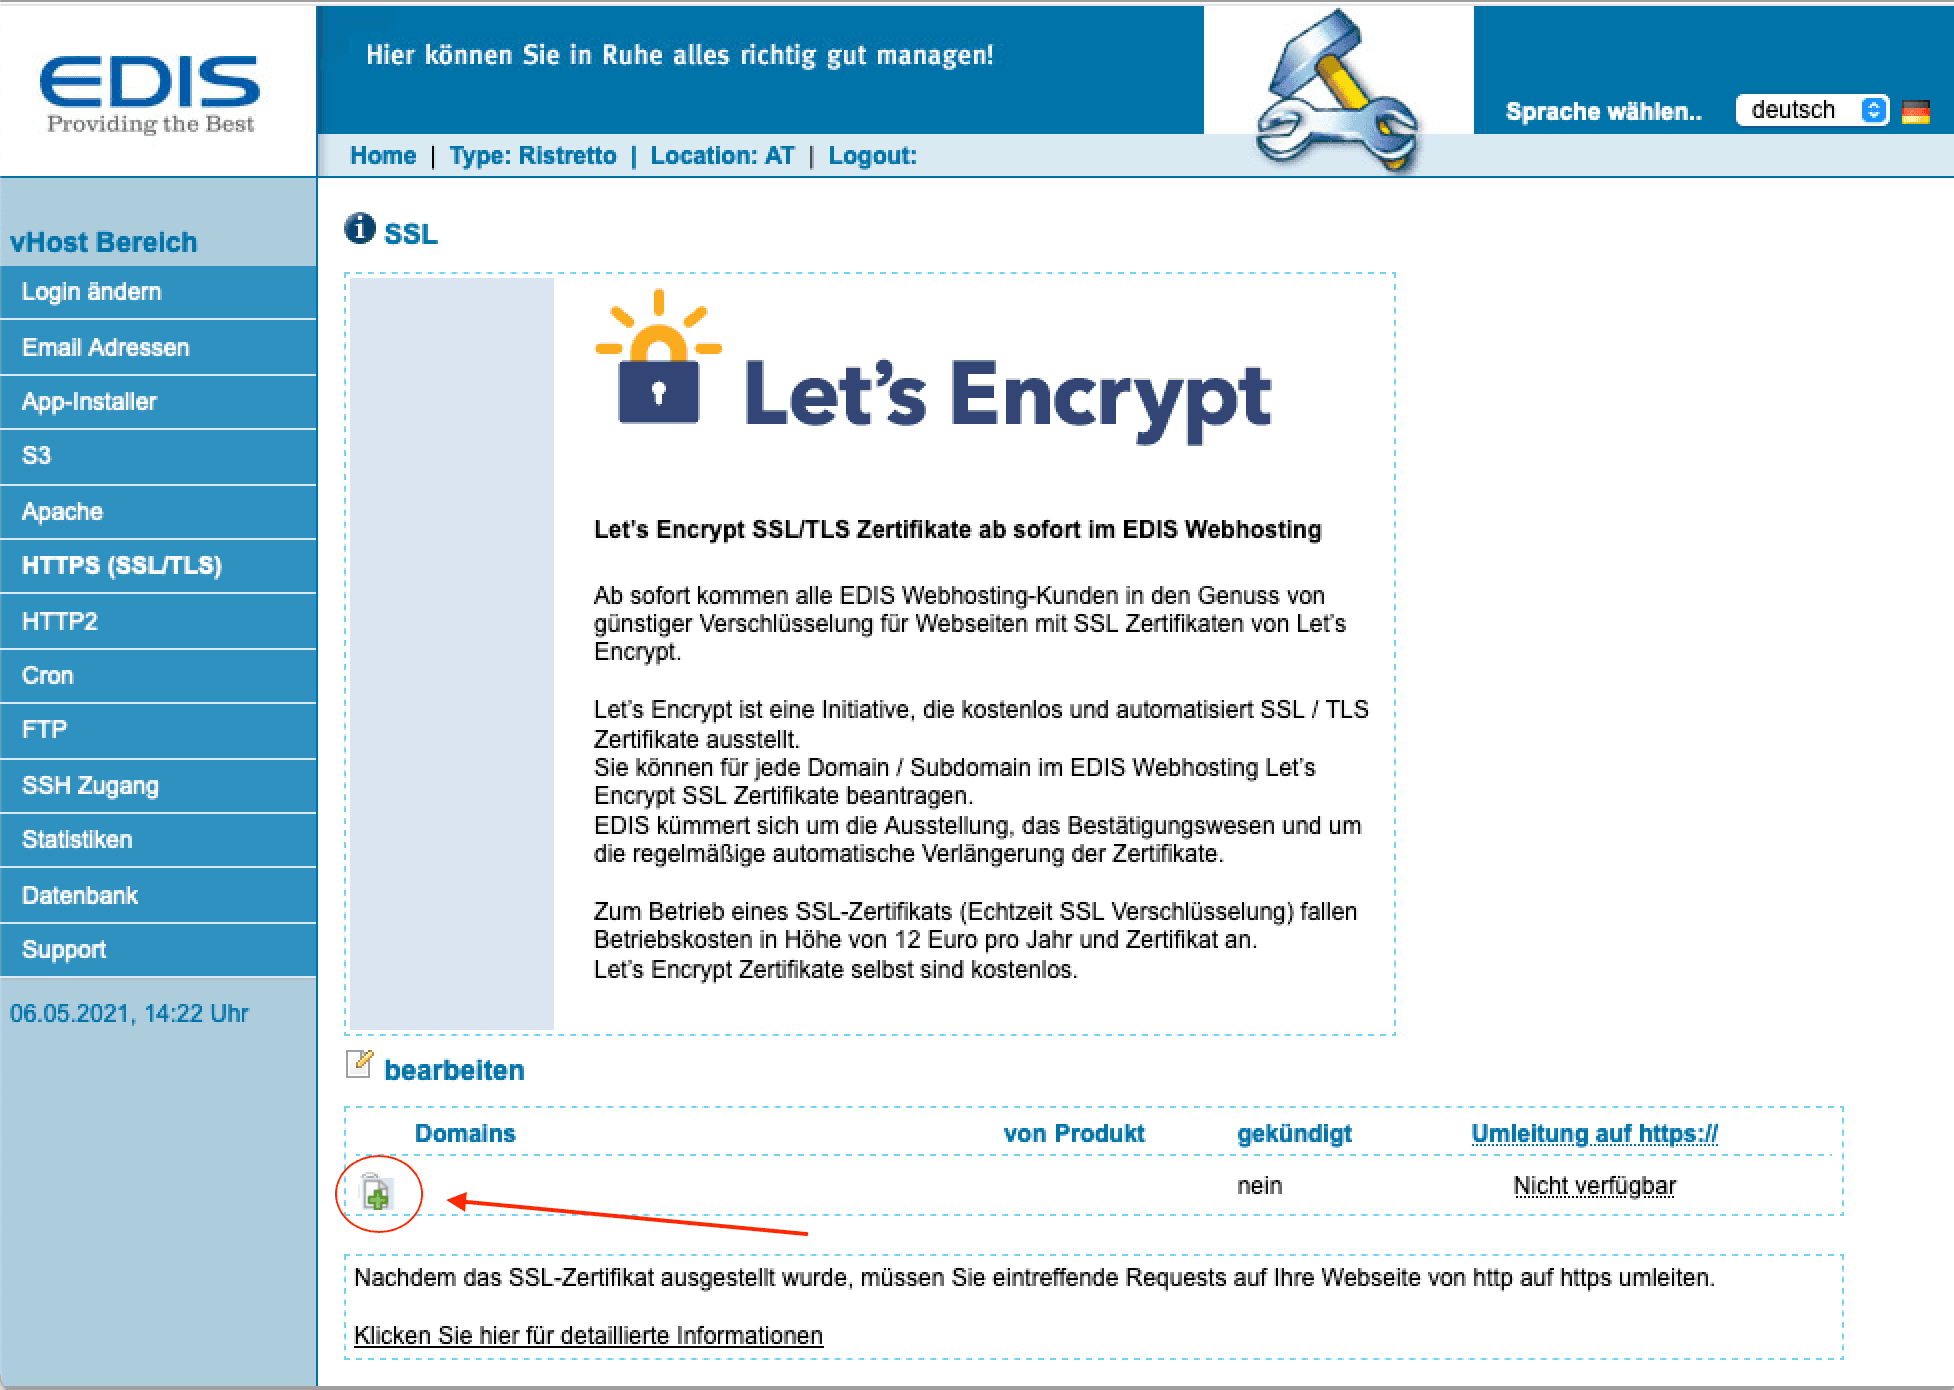 EDIS
Providing the Best
Hier können Sie in Ruhe alles richtig gut managen!
Sprache wählen.. deutsch
Home | Type: Ristretto | Location: AT | Logout:
vHost Bereich
Login ändern
Email Adressen
App-Installer
S3
Apache
HTTPS (SSL/TLS)
HTTP2
Cron
FTP
SSH Zugang
Statistiken
Datenbank
Support
06.05.2021, 14:22 Uhr
i SSL
Let's Encrypt
Let's Encrypt SSL/TLS Zertifikate ab sofort im EDIS Webhosting
Ab sofort kommen alle EDIS Webhosting-Kunden in den Genuss von
günstiger Verschlüsselung für Webseiten mit SSL Zertifikaten von Let's
Encrypt.
Let's Encrypt ist eine Initiative, die kostenlos und automatisiert SSL / TLS
Zertifikate ausstellt.
Sie können für jede Domain / Subdomain im EDIS Webhosting Let's
Encrypt SSL Zertifikate beantragen.
EDIS kümmert sich um die Ausstellung, das Bestätigungswesen und um
die regelmäßige automatische Verlängerung der Zertifikate.
Zum Betrieb eines SSL-Zertifikats (Echtzeit SSL Verschlüsselung) fallen
Betriebskosten in Höhe von 12 Euro pro Jahr und Zertifikat an.
Let's Encrypt Zertifikate selbst sind kostenlos.
bearbeiten
Domains von Produkt gekündigt Umleitung auf https://
nein Nicht verfügbar
Nachdem das SSL-Zertifikat ausgestellt wurde, müssen Sie eintreffende Requests auf Ihre Webseite von http auf https umleiten.
Klicken Sie hier für detaillierte Informationen